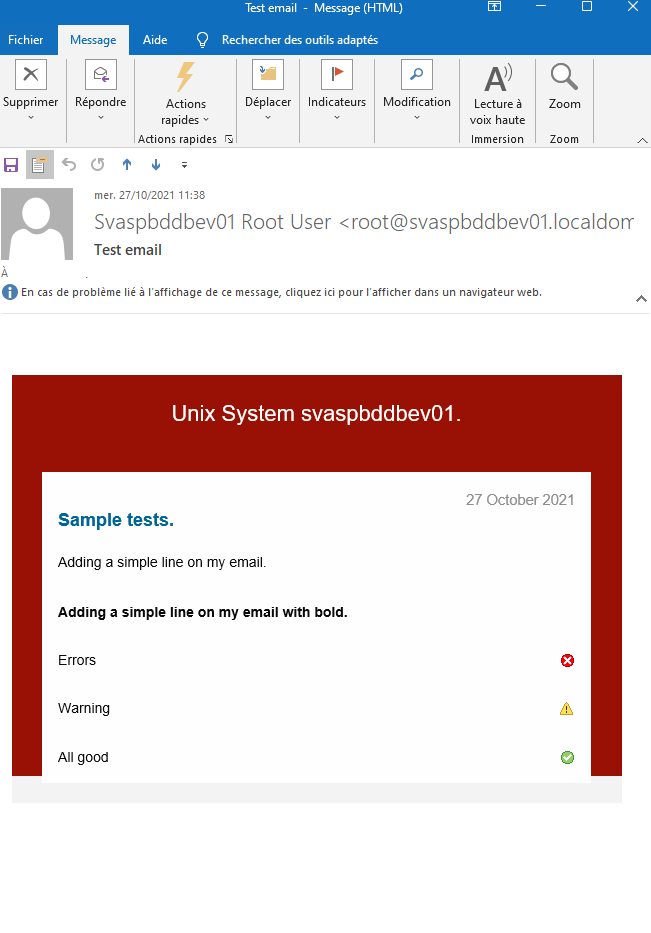 Test email - Message (HTML)
Fichier Message Aide Rechercher des outils adaptés
Supprimer Répondre Actions rapides Déplacer Indicateurs Modification Lecture à voix haute Zoom
Actions rapides Immersion Zoom
mer. 27/10/2021 11:38
Svaspbddbev01 Root User <root@svaspbddbev01.localdom
Test email
À
En cas de problème lié à l'affichage de ce message, cliquez ici pour l'afficher dans un navigateur web.
Unix System svaspbddbev01.
27 October 2021
Sample tests.
Adding a simple line on my email.
Adding a simple line on my email with bold.
Errors
Warning
All good